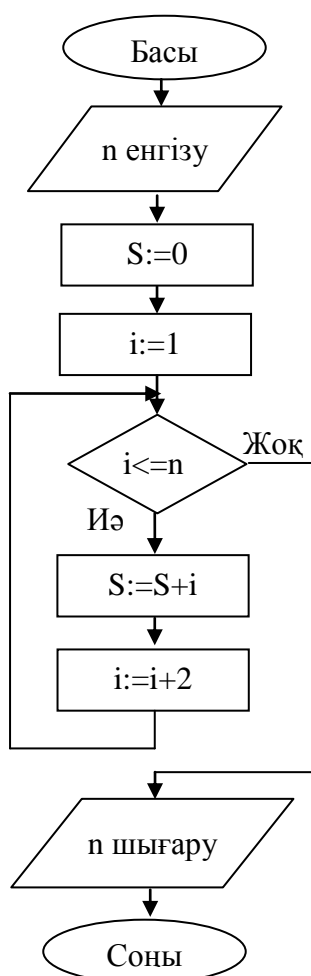 Басы
n енгізу
S:=0
i:=1
i<=n
Жоқ
Иә
S:=S+i
i:=i+2
n шығару
Соңы